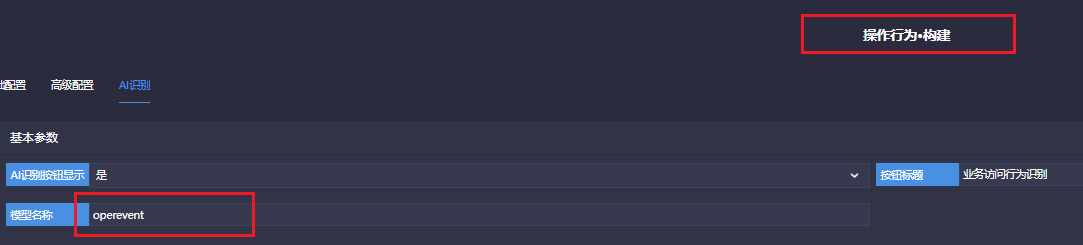 操作行为•构建
配置 高级配置 AI识别
基本参数
AI识别按钮显示 是 按钮标题 业务访问行为识别
模型名称 operevent